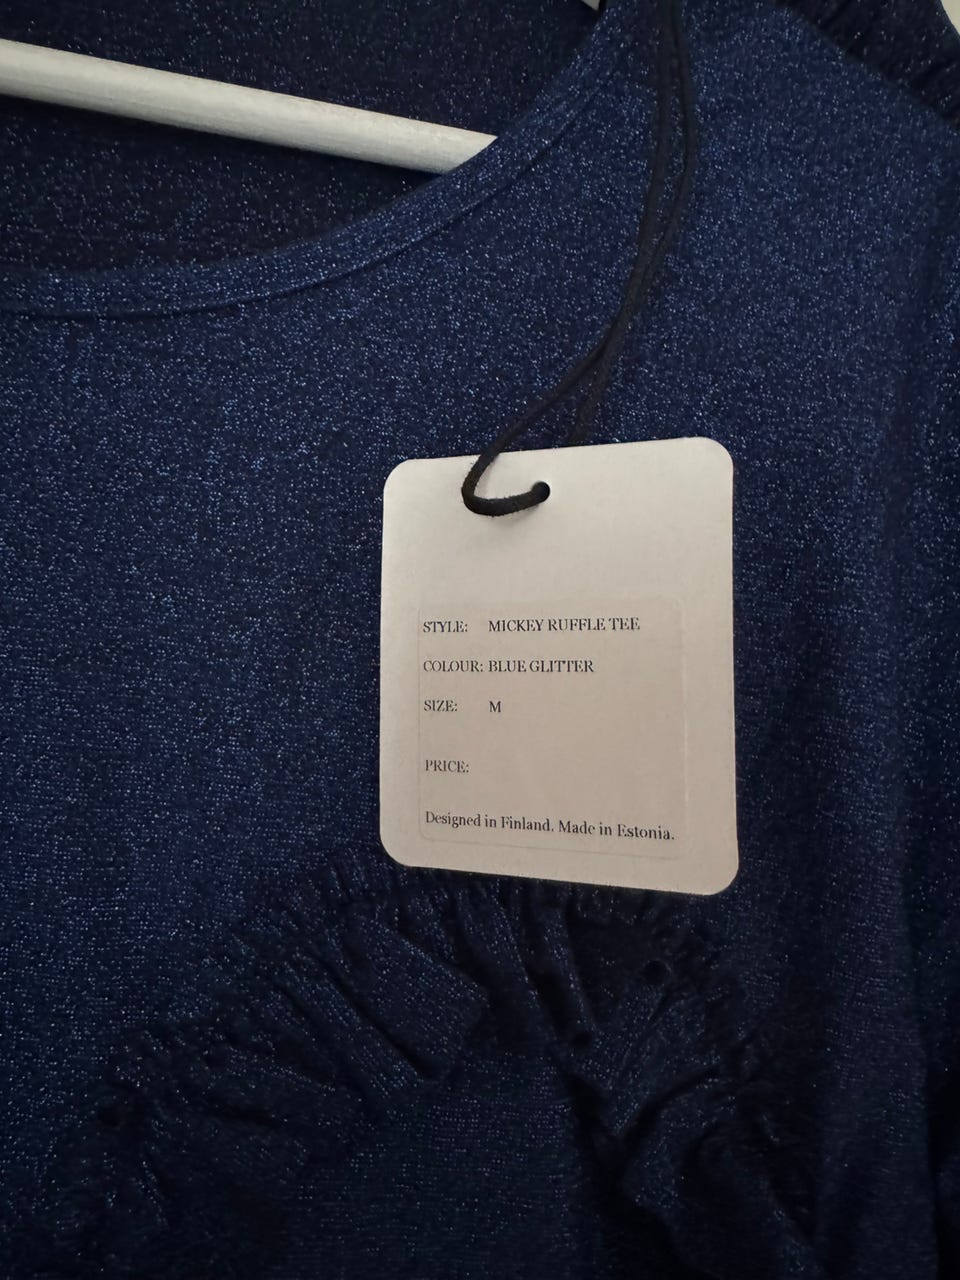 STYLE: MICKEY RUFFLE TEE
COLOUR: BLUE GLITTER
SIZE: M
PRICE:
Designed in Finland. Made in Estonia.